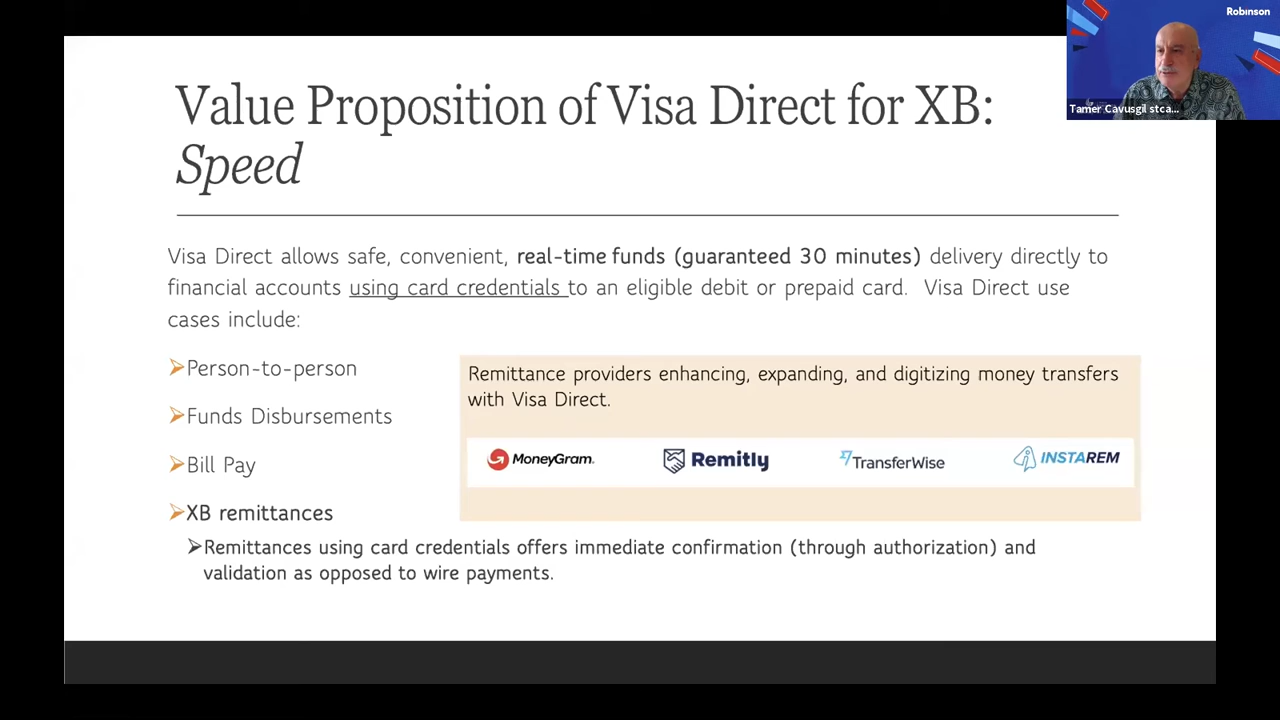 Robinson
Tamer Cavusgil stca...
Value Proposition of Visa Direct for XB:
Speed
Visa Direct allows safe, convenient, real-time funds (guaranteed 30 minutes) delivery directly to
financial accounts using card credentials to an eligible debit or prepaid card. Visa Direct use
cases include:
Person-to-person
Funds Disbursements
Bill Pay
XB remittances
Remittances using card credentials offers immediate confirmation (through authorization) and
validation as opposed to wire payments.
Remittance providers enhancing, expanding, and digitizing money transfers
with Visa Direct.
MoneyGram. Remitly TransferWise INSTAREM